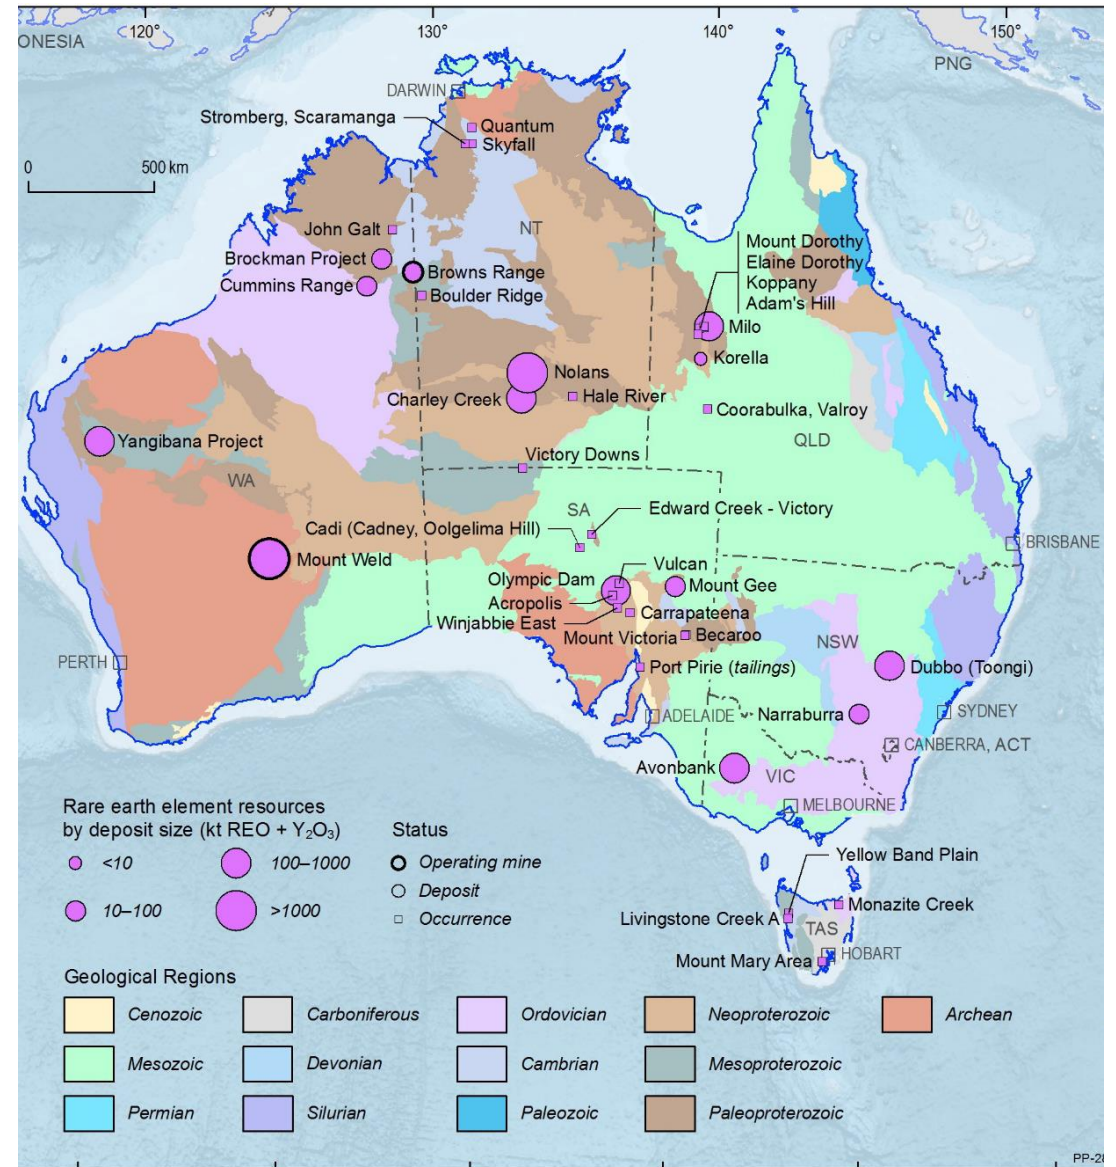 120°
130°
140°
150°
ONESIA
PNG
DARWIN
Stromberg, Scaramanga
Quantum
Skyfall
0
500 km
NT
John Galt
Mount Dorothy
Elaine Dorothy
Koppany
Adam's Hill
Brockman Project
Browns Range
Cummins Range
Boulder Ridge
Milo
Korella
Nolans
Charley Creek
Hale River
Coorabulka, Valroy
Yangibana Project
QLD
Victory Downs
WA
SA
Edward Creek - Victory
Cadi (Cadney, Oolgelima Hill)
BRISBANE
Mount Weld
Vulcan
Olympic Dam
Mount Gee
Acropolis
Carrapateena
Winjabbie East
Mount Victoria
Becaroo
NSW
PERTH
Port Pirie (tailings)
Dubbo (Toongi)
ADELAIDE
Narraburra
SYDNEY
CANBERRA, ACT
Avonbank
VIC
MELBOURNE
Rare earth element resources
by deposit size (kt REO + Y₂O₃)
<10
100–1000
10–100
>1000
Status
Operating mine
Deposit
Occurrence
Yellow Band Plain
Monazite Creek
Livingstone Creek A
TAS
HOBART
Mount Mary Area
Geological Regions
Cenozoic
Carboniferous
Ordovician
Neoproterozoic
Archean
Mesozoic
Devonian
Cambrian
Mesoproterozoic
Permian
Silurian
Paleozoic
Paleoproterozoic
PP-28